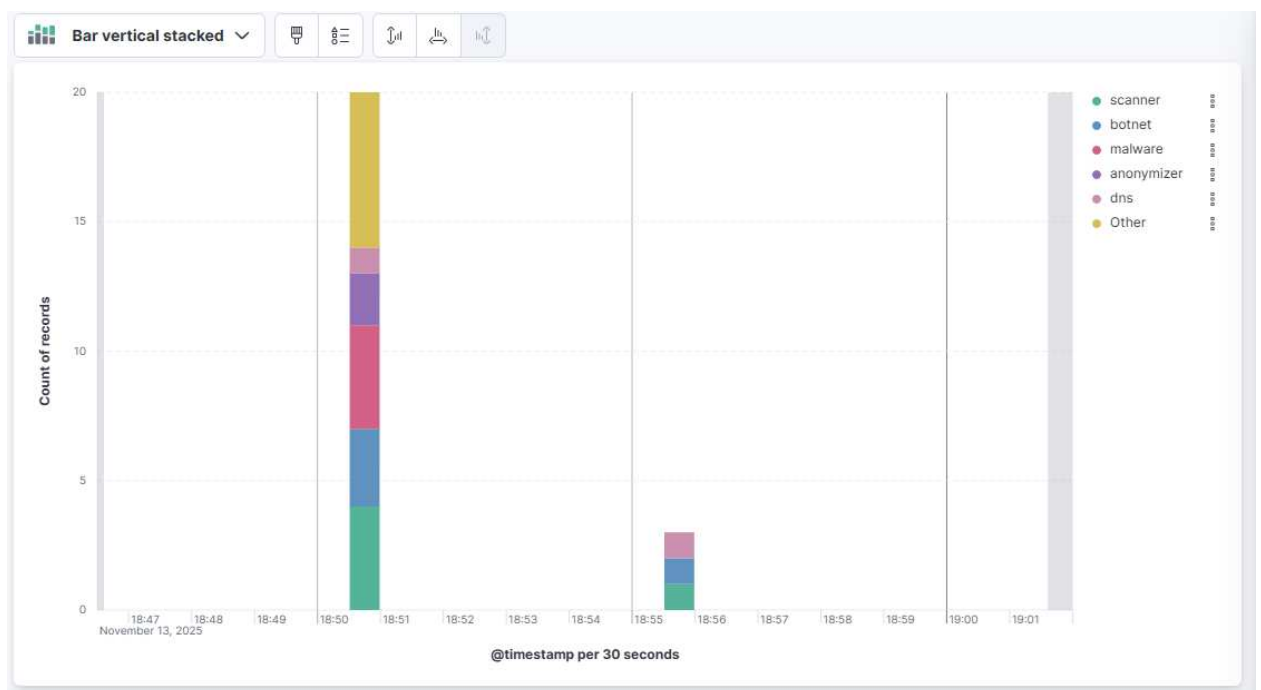 Bar vertical stacked
20
15
10
5
0
Count of records
18:47 18:48 18:49 18:50 18:51 18:52 18:53 18:54 18:55 18:56 18:57 18:58 18:59 19:00 19:01
November 13, 2025
@timestamp per 30 seconds
scanner
botnet
malware
anonymizer
dns
Other